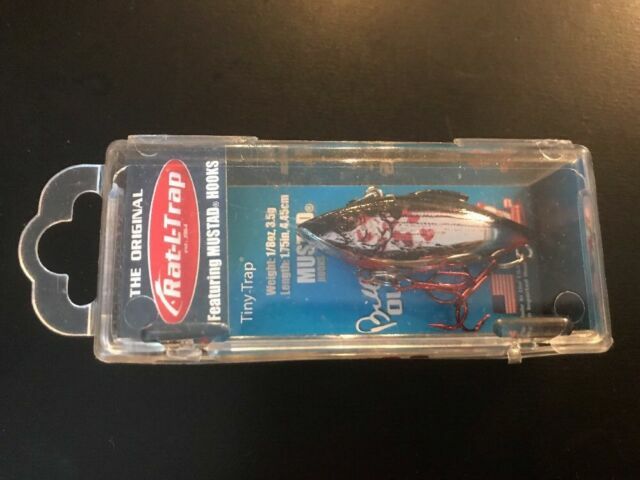 THE ORIGINAL
Rat-L-Trap
Featuring MUSTAD® HOOKS
Tiny-Trap®
Weight: 1/8oz, 3.5g
Length: 1.75in, 4.45cm
MUSTAD®
Bill